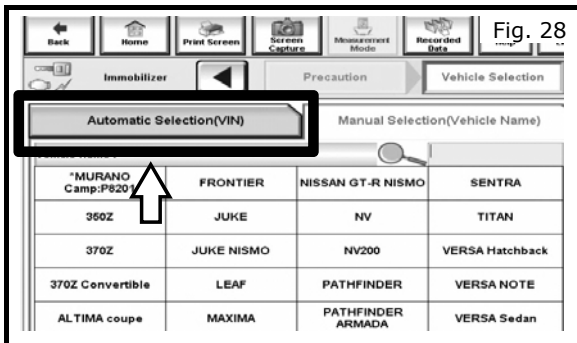 Back Home Print Screen Screen Capture Measurement Mode Recorded Data Fig. 28
Immobilizer Precaution Vehicle Selection
Automatic Selection(VIN) Manual Selection(Vehicle Name)
*MURANO Camp:P8201 FRONTIER NISSAN GT-R NISMO SENTRA
350Z JUKE NV TITAN
370Z JUKE NISMO NV200 VERSA Hatchback
370Z Convertible LEAF PATHFINDER VERSA NOTE
ALTIMA coupe MAXIMA PATHFINDER ARMADA VERSA Sedan